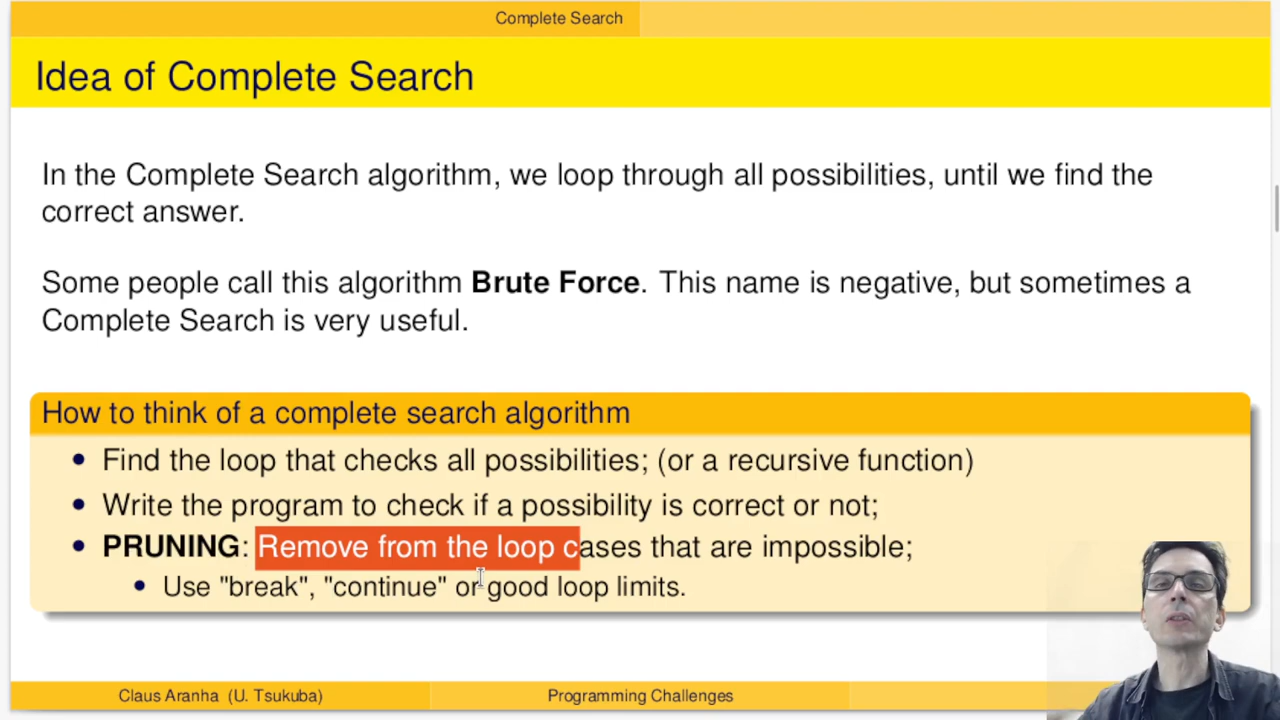 Complete Search
Idea of Complete Search
In the Complete Search algorithm, we loop through all possibilities, until we find the
correct answer.
Some people call this algorithm Brute Force. This name is negative, but sometimes a
Complete Search is very useful.
How to think of a complete search algorithm
• Find the loop that checks all possibilities; (or a recursive function)
• Write the program to check if a possibility is correct or not;
• PRUNING: Remove from the loop cases that are impossible;
• Use "break", "continue" or good loop limits.
Claus Aranha (U. Tsukuba)
Programming Challenges